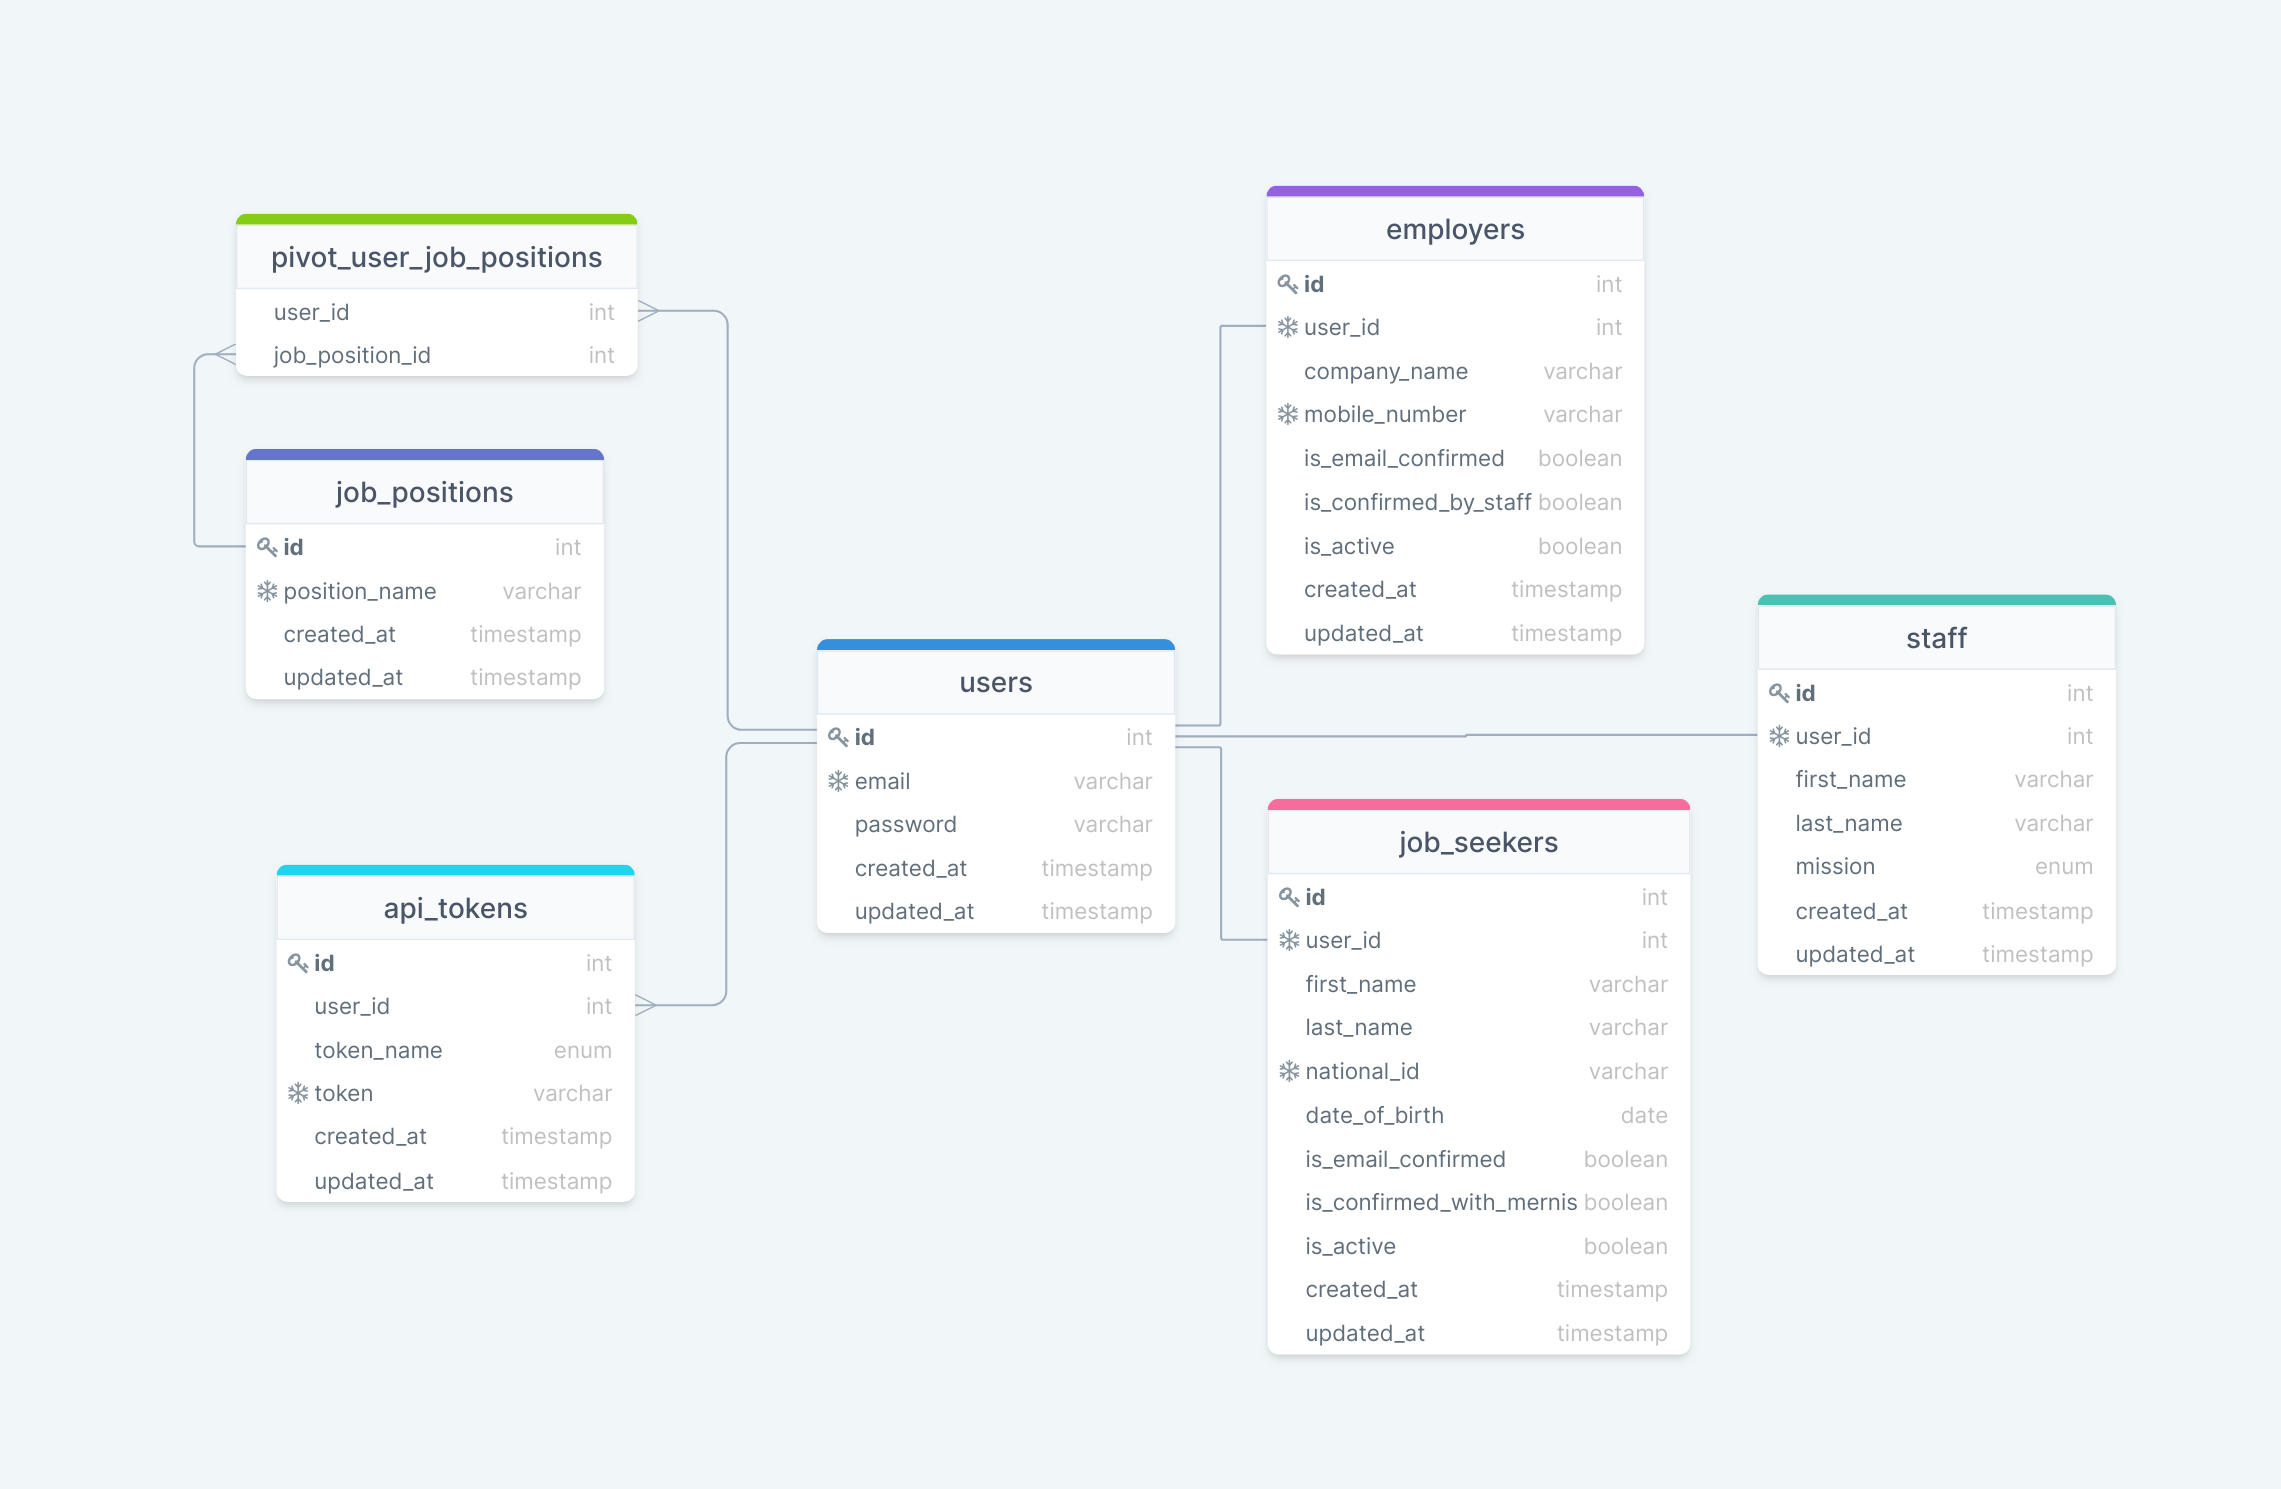 pivot_user_job_positions
user_id int
job_position_id int
job_positions
id int
position_name varchar
created_at timestamp
updated_at timestamp
api_tokens
id int
user_id int
token_name enum
token varchar
created_at timestamp
updated_at timestamp
users
id int
email varchar
password varchar
created_at timestamp
updated_at timestamp
employers
id int
user_id int
company_name varchar
mobile_number varchar
is_email_confirmed boolean
is_confirmed_by_staff boolean
is_active boolean
created_at timestamp
updated_at timestamp
job_seekers
id int
user_id int
first_name varchar
last_name varchar
national_id varchar
date_of_birth date
is_email_confirmed boolean
is_confirmed_with_mernis boolean
is_active boolean
created_at timestamp
updated_at timestamp
staff
id int
user_id int
first_name varchar
last_name varchar
mission enum
created_at timestamp
updated_at timestamp